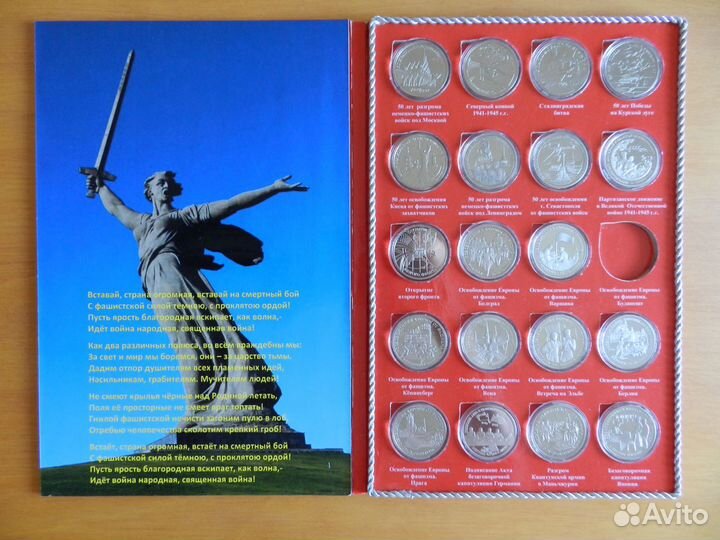 Вставай, страна огромная, вставай на смертный бой
С фашистской силой тёмною, с проклятою ордой!
Пусть ярость благородная вскипает, как волна,-
Идёт война народная, священная война!
Как два различных полюса, во всём враждебны мы:
За свет и мир мы боремся, они – за царство тьмы.
Дадим отпор душителям всех пламенных идей,
Насильникам, грабителям. Мучителям людей!
Не смеют крылья чёрные над Родиной летать,
Поля её просторные не смеет враг топтать!
Гнилой фашистской нечисти загоним пулю в лоб
Отребью человечества сколотим крепкий гроб!
Встаёт, страна огромная, встаёт на смертный бой
С фашистской силой тёмною, с проклятою ордой!
Пусть ярость благородная вскипает, как волна,-
Идёт война народная, священная война!
50 лет разгрома
немецко-фашистских
войск под Москвой
Северный конвой
1941-1945 г.г.
Сталинградская
битва
50 лет Победы
на Курской дуге
50 лет освобождения
Киева от фашистских
захватчиков
50 лет разгрома
немецко-фашистских
войск под Ленинградом
50 лет освобождения
г. Севастополя
от фашистских войск
Партизанское движение
в Великой Отечественной
войне 1941-1945 г.г.
Открытие
второго фронта
Освобождение Европы
от фашизма.
Белград
Освобождение Европы
от фашизма.
Варшава
Освобождение Европы
от фашизма.
Будапешт
Освобождение Европы
от фашизма.
Кёнигсберг
Освобождение Европы
от фашизма.
Вена
Освобождение Европы
от фашизма.
Встреча на Эльбе
Освобождение Европы
от фашизма.
Берлин
Освобождение Европы
от фашизма.
Прага
Подписание Акта
безоговорочной
капитуляции Германии
Разгром
Квантунской армии
в Маньчжурии
Безоговорочная
капитуляция
Японии
Avito